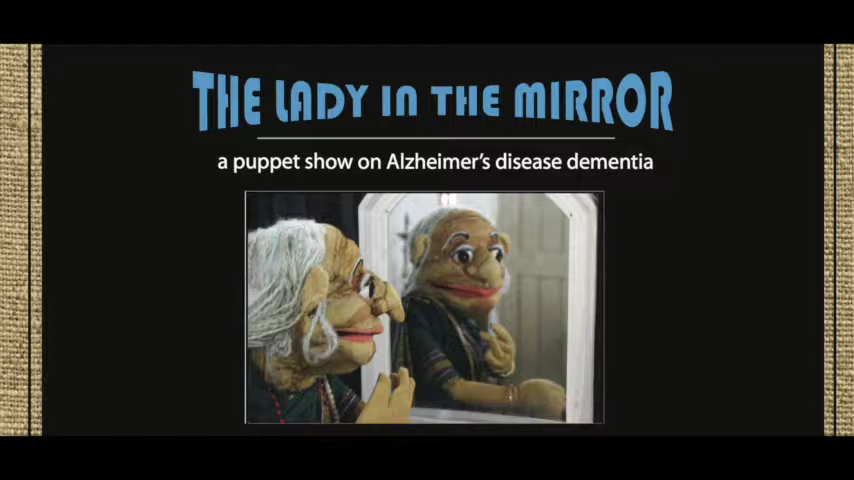 THE LADY IN THE MIRROR
a puppet show on Alzheimer's disease dementia